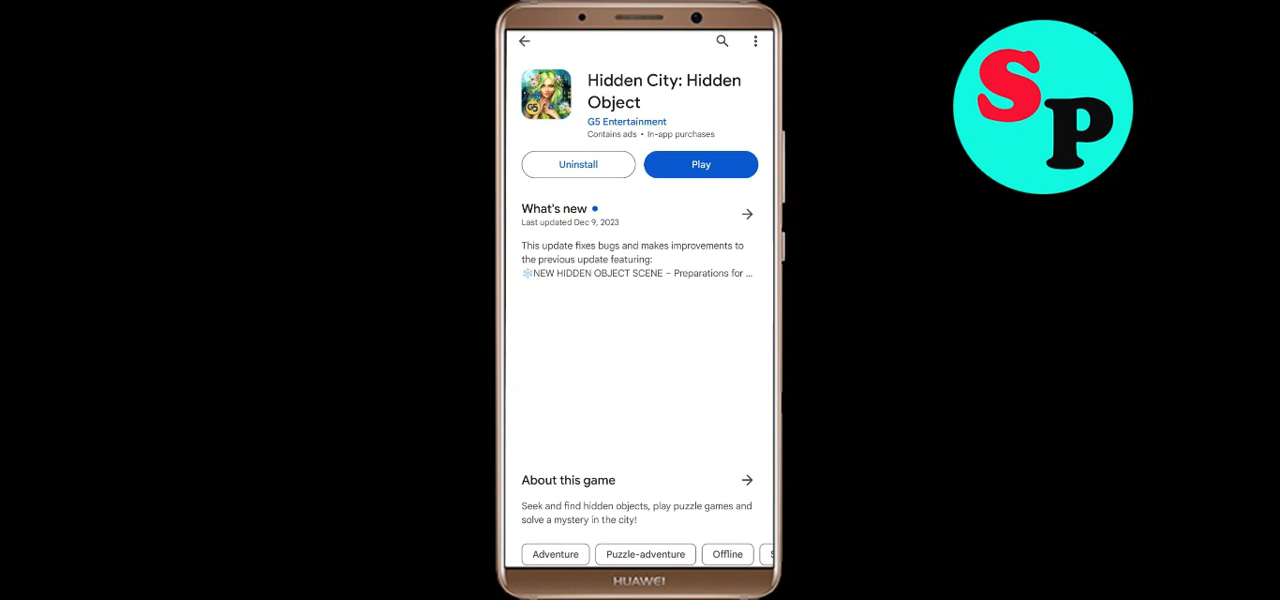 Hidden City: Hidden
Object
G5 Entertainment
Contains ads • In-app purchases
Uninstall
Play
What's new
Last updated Dec 9, 2023
This update fixes bugs and makes improvements to
the previous update featuring:
❄NEW HIDDEN OBJECT SCENE – Preparations for ...
About this game
Seek and find hidden objects, play puzzle games and
solve a mystery in the city!
Adventure
Puzzle-adventure
Offline
HUAWEI
SP
G5